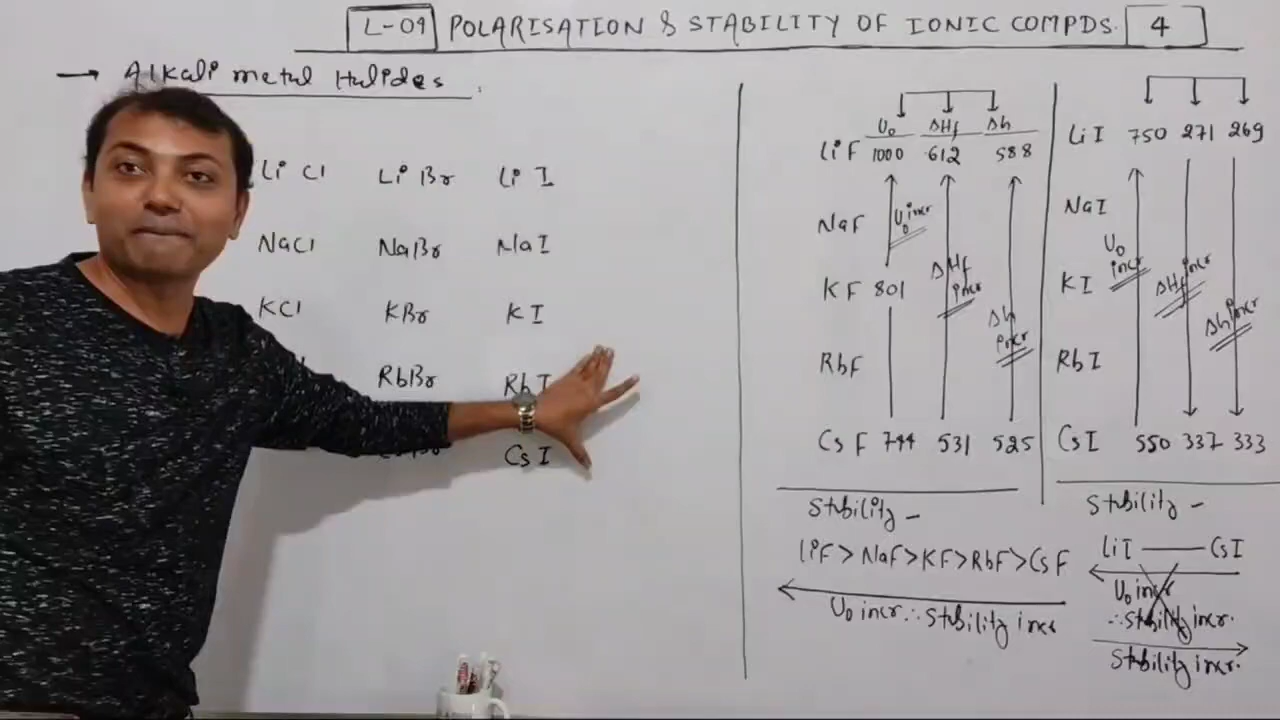 L-09 POLARISATION & STABILITY OF IONIC COMPDS. 4
→ Alkali metal Halides.
LiCl LiBr LiI
NaCl NaBr NaI
KCl KBr KI
RbBr RbI
CsI
U₀ ΔHf Δh
LiF 1000 612 588
NaF
KF 801
RbF
CsF 744 531 525
U₀ incr
ΔHf incr
Δh incr
Stability -
LiF > NaF > KF > RbF > CsF
U₀ incr ∴ Stability incr
LiI 750 271 269
NaI
KI
RbI
CsI 550 337 333
U₀ incr
ΔHf incr
Δh incr
Stability -
LiI — CsI
U₀ incr
∴ Stability incr.
Stability incr.